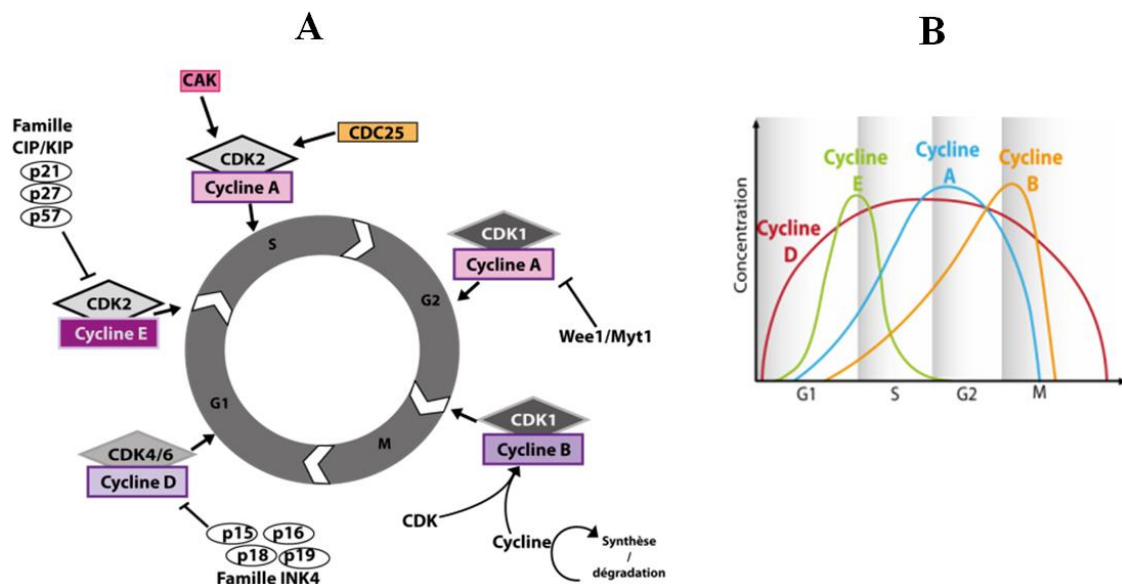 A
CAK
CDC25
Famille
CIP/KIP
p21
p27
p57
CDK2
Cycline A
CDK1
Cycline A
Wee1/Myt1
CDK2
Cycline E
S
G2
G1
M
CDK4/6
Cycline D
p15
p16
p18
p19
Famille INK4
CDK1
Cycline B
CDK
Cycline
Synthèse
/
dégradation
B
Concentration
Cycline
D
Cycline
E
Cycline
A
Cycline
B
G1
S
G2
M